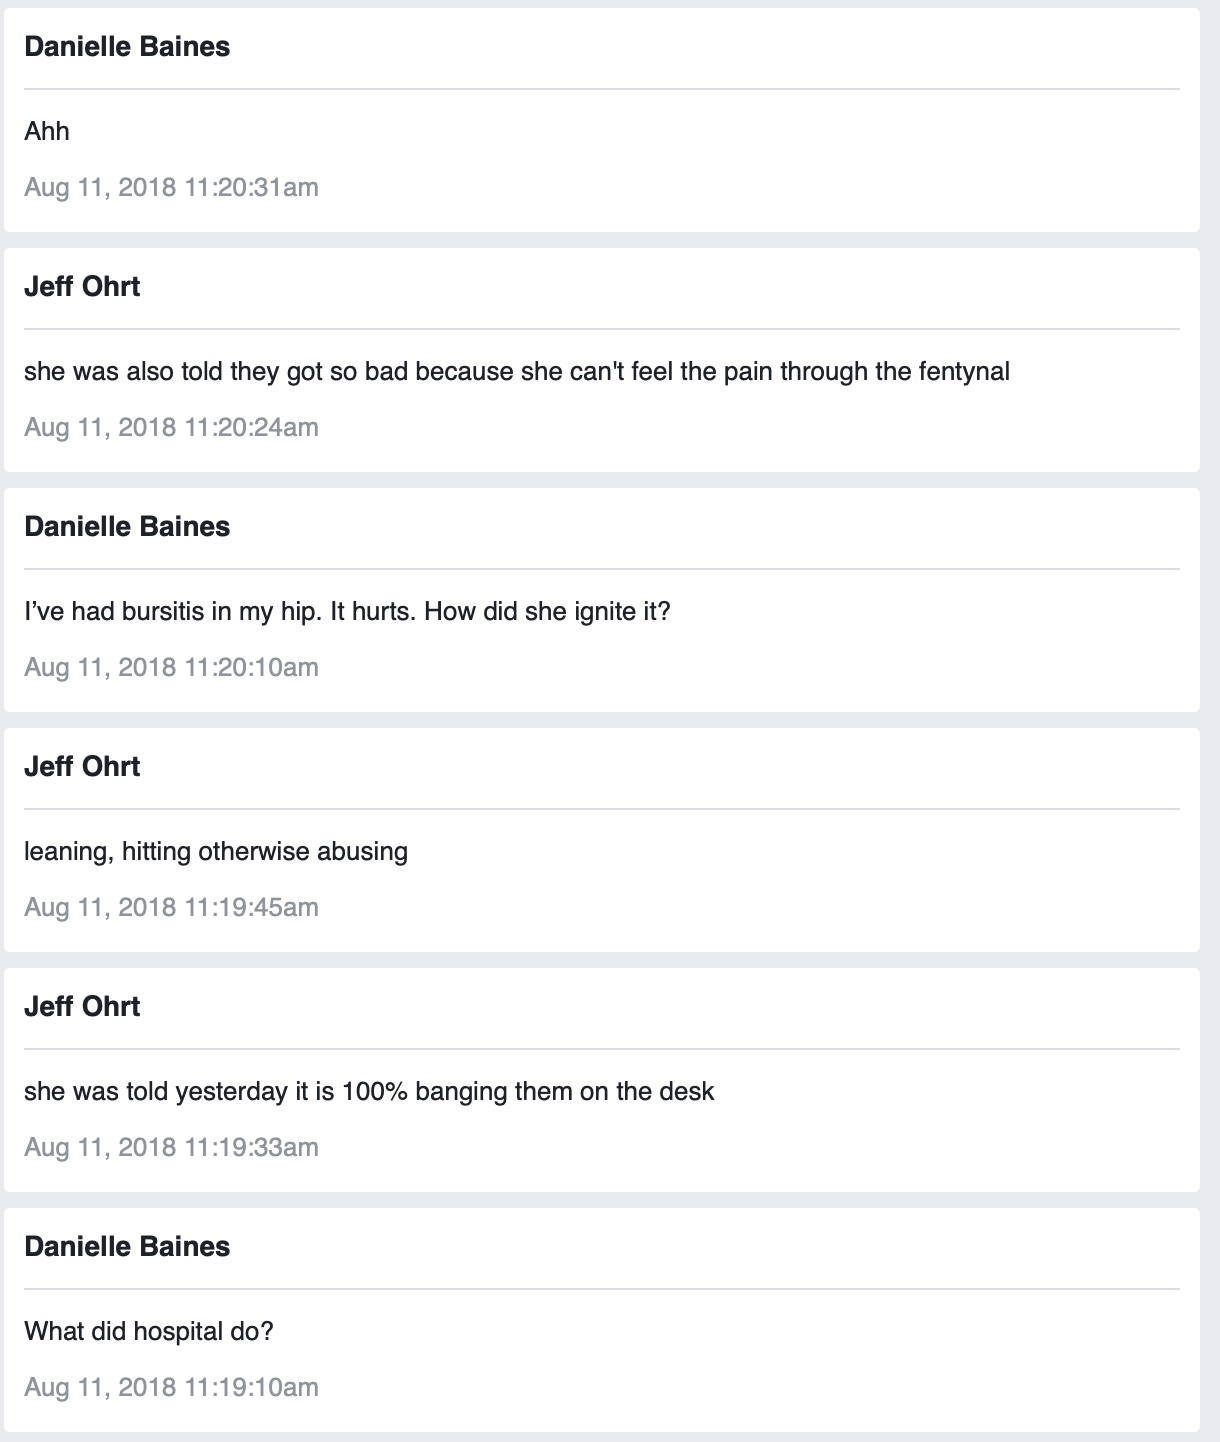 Danielle Baines
Ahh
Aug 11, 2018 11:20:31am
Jeff Ohrt
she was also told they got so bad because she can't feel the pain through the fentynal
Aug 11, 2018 11:20:24am
Danielle Baines
I’ve had bursitis in my hip. It hurts. How did she ignite it?
Aug 11, 2018 11:20:10am
Jeff Ohrt
leaning, hitting otherwise abusing
Aug 11, 2018 11:19:45am
Jeff Ohrt
she was told yesterday it is 100% banging them on the desk
Aug 11, 2018 11:19:33am
Danielle Baines
What did hospital do?
Aug 11, 2018 11:19:10am